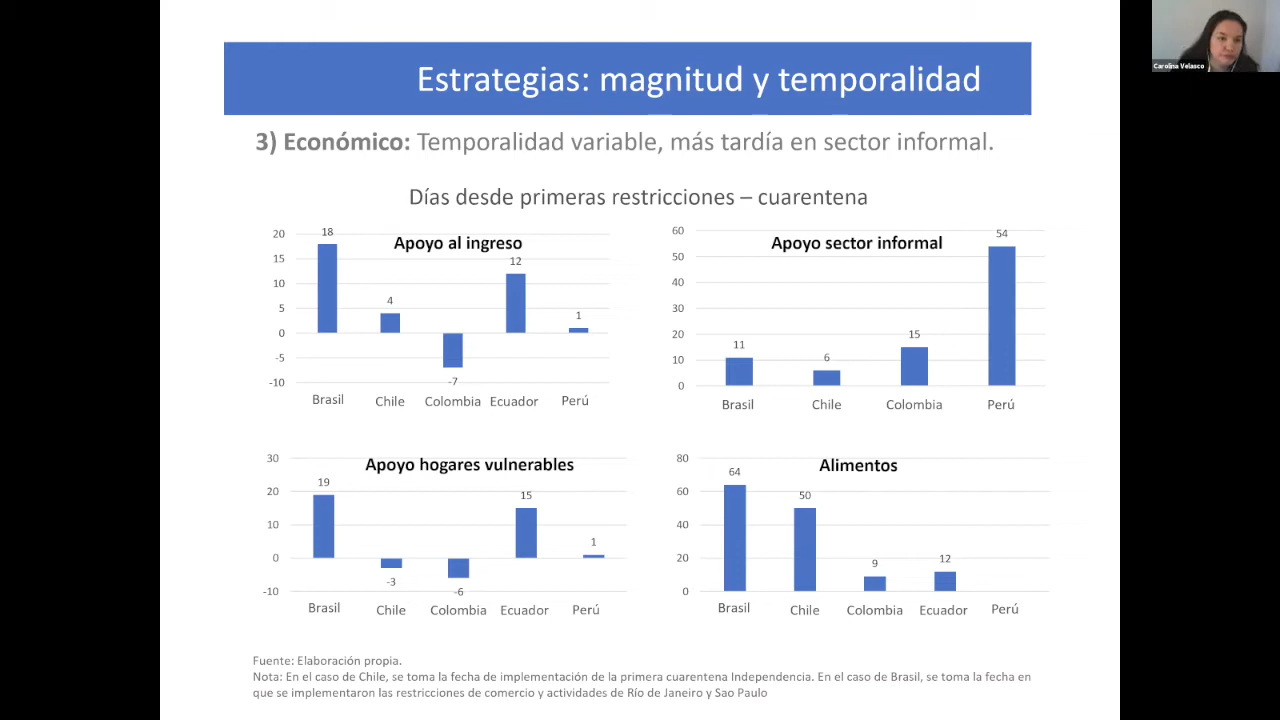 Estrategias: magnitud y temporalidad
Carolina Velasco
3) Económico: Temporalidad variable, más tardía en sector informal.
Días desde primeras restricciones – cuarentena
Apoyo al ingreso
20
15
10
5
0
-5
-10
18
4
-7
12
1
Brasil Chile Colombia Ecuador Perú
Apoyo sector informal
60
50
40
30
20
10
0
11
6
15
54
Brasil Chile Colombia Perú
Apoyo hogares vulnerables
30
20
10
0
-10
19
-3
-6
15
1
Brasil Chile Colombia Ecuador Perú
Alimentos
80
60
40
20
0
64
50
9
12
Brasil Chile Colombia Ecuador Perú
Fuente: Elaboración propia.
Nota: En el caso de Chile, se toma la fecha de implementación de la primera cuarentena Independencia. En el caso de Brasil, se toma la fecha en
que se implementaron las restricciones de comercio y actividades de Río de Janeiro y Sao Paulo